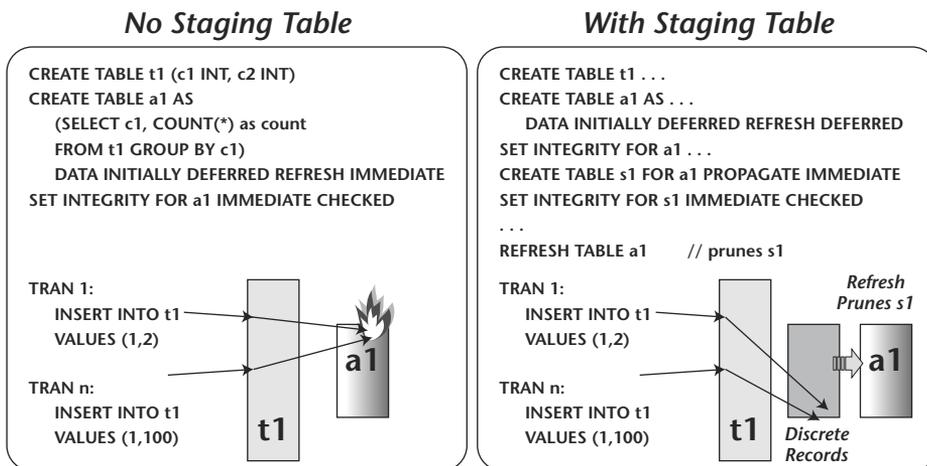 No Staging Table
CREATE TABLE t1 (c1 INT, c2 INT)
CREATE TABLE a1 AS
(SELECT c1, COUNT(*) as count
FROM t1 GROUP BY c1)
DATA INITIALLY DEFERRED REFRESH IMMEDIATE
SET INTEGRITY FOR a1 IMMEDIATE CHECKED
TRAN 1:
INSERT INTO t1
VALUES (1,2)
TRAN n:
INSERT INTO t1
VALUES (1,100)
t1
a1
With Staging Table
CREATE TABLE t1 . . .
CREATE TABLE a1 AS . . .
DATA INITIALLY DEFERRED REFRESH DEFERRED
SET INTEGRITY FOR a1 . . .
CREATE TABLE s1 FOR a1 PROPAGATE IMMEDIATE
SET INTEGRITY FOR s1 IMMEDIATE CHECKED
. . .
REFRESH TABLE a1 // prunes s1
TRAN 1:
INSERT INTO t1
VALUES (1,2)
TRAN n:
INSERT INTO t1
VALUES (1,100)
t1
Refresh
Prunes s1
a1
Discrete
Records